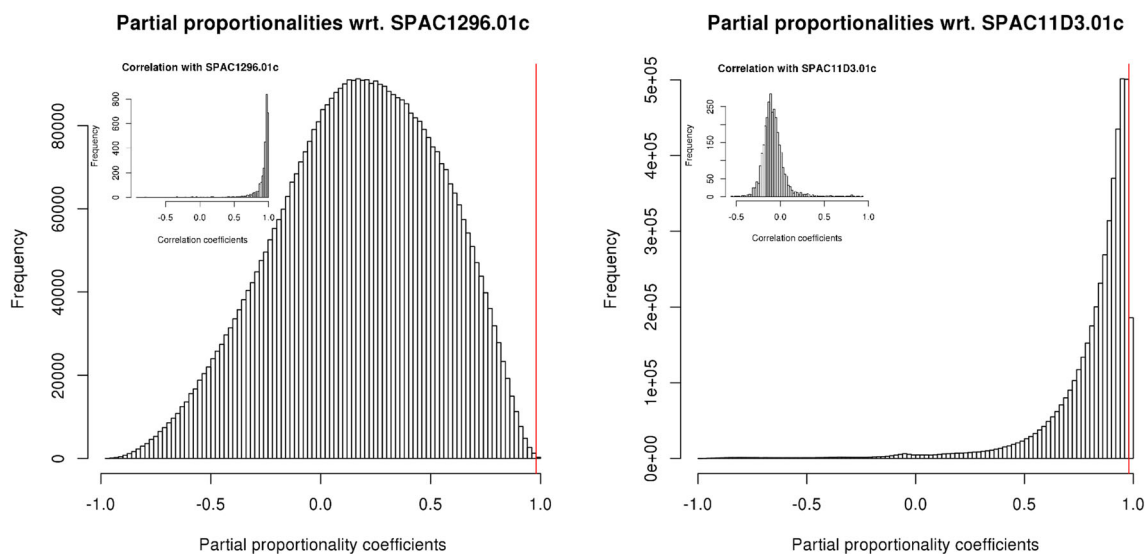 Partial proportionalities wrt. SPAC1296.01c
Correlation with SPAC1296.01c
Frequency
0 200 400 600 800
-0.5 0.0 0.5 1.0
Correlation coefficients
Frequency
0 20000 40000 60000 80000
-1.0 -0.5 0.0 0.5 1.0
Partial proportionality coefficients
Partial proportionalities wrt. SPAC11D3.01c
Correlation with SPAC11D3.01c
Frequency
0 50 150 250
-0.5 0.0 0.5 1.0
Correlation coefficients
Frequency
0e+00 1e+05 2e+05 3e+05 4e+05 5e+05
-1.0 -0.5 0.0 0.5 1.0
Partial proportionality coefficients